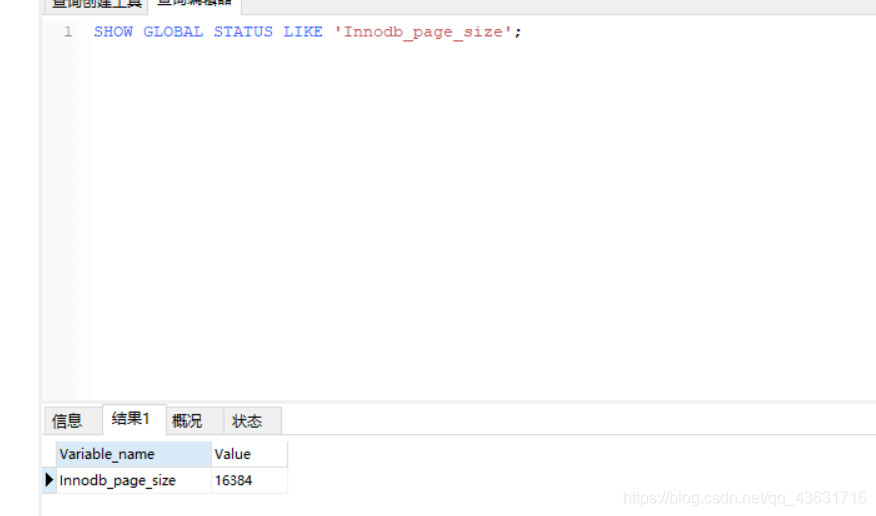 查询创建工具 查询编辑器
1 SHOW GLOBAL STATUS LIKE 'Innodb_page_size';
信息 结果1 概况 状态
Variable_name Value
Innodb_page_size 16384
https://blog.csdn.net/qq_43631716